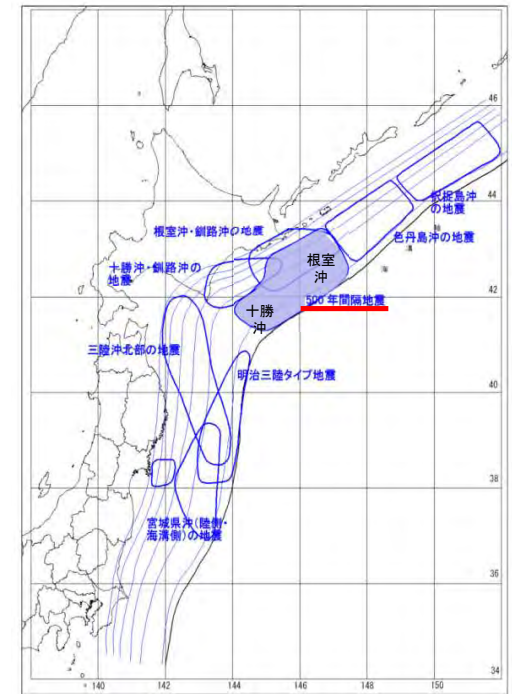 46
44
択捉島沖
の地震
根室沖・釧路沖の地震
海
溝
色丹島沖の地震
根室
沖
十勝沖・釧路沖の
地震
42
500年間隔地震
十勝
沖
三陸沖北部の地震
明治三陸タイプ地震
40
38
宮城県沖(陸側・
海溝側)の地震
36
34
140
142
144
146
148
150